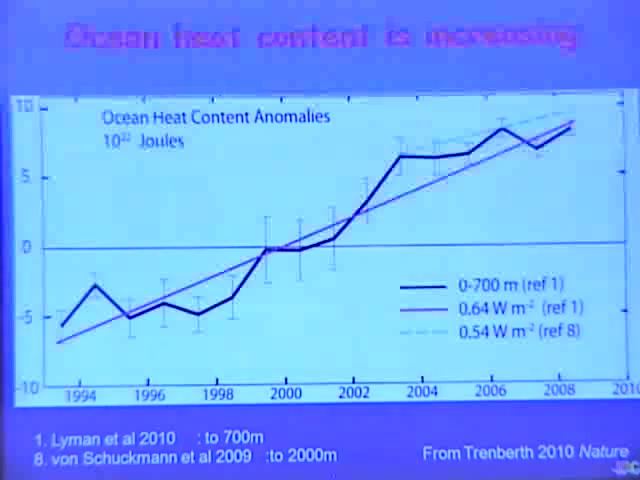 Ocean heat content is increasing
Ocean Heat Content Anomalies
10²² Joules
10
5
0
-5
-10
0-700 m (ref 1)
0.64 W m⁻² (ref 1)
0.54 W m⁻² (ref 8)
1994 1996 1998 2000 2002 2004 2006 2008 2010
1. Lyman et al 2010 : to 700m
8. von Schuckmann et al 2009 :to 2000m
From Trenberth 2010 Nature